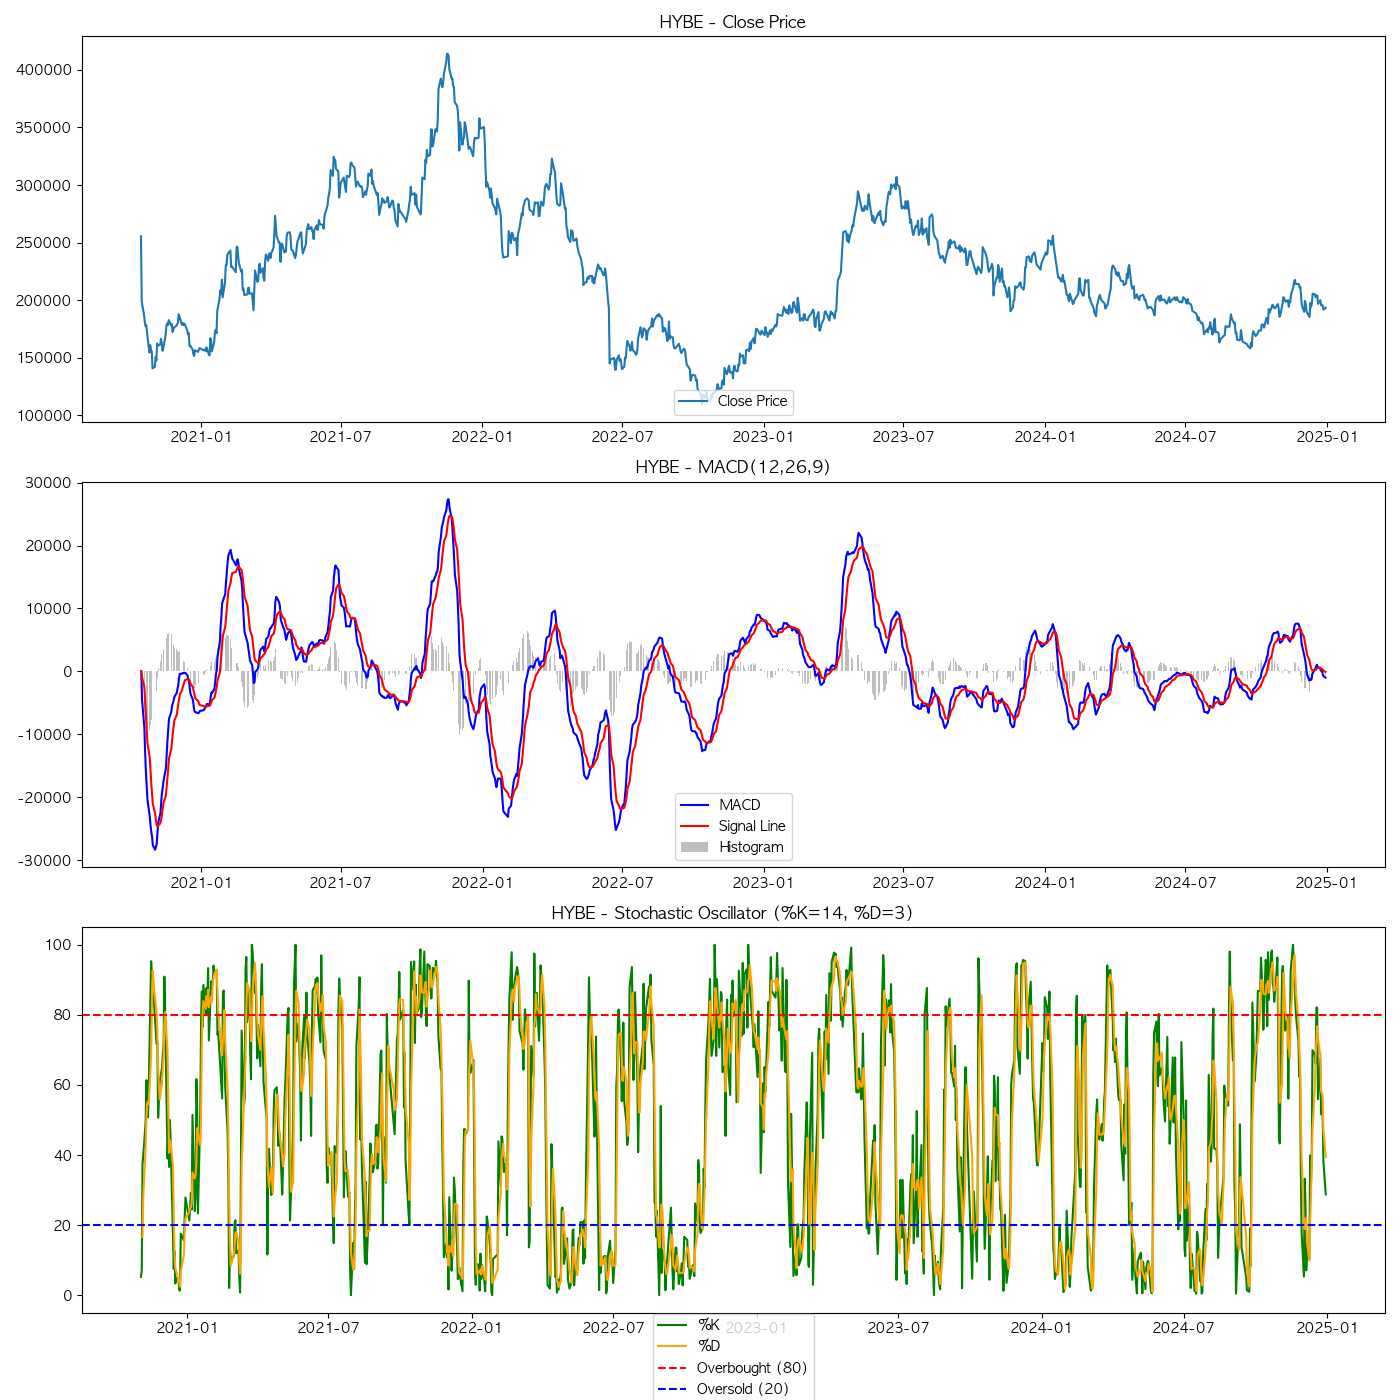 HYBE - Close Price
400000
350000
300000
250000
200000
150000
100000
Close Price
2021-01 2021-07 2022-01 2022-07 2023-01 2023-07 2024-01 2024-07 2025-01
HYBE - MACD(12,26,9)
30000
20000
10000
0
-10000
-20000
-30000
MACD
Signal Line
Histogram
2021-01 2021-07 2022-01 2022-07 2023-01 2023-07 2024-01 2024-07 2025-01
HYBE - Stochastic Oscillator (%K=14, %D=3)
100
80
60
40
20
0
2021-01 2021-07 2022-01 2022-07 2023-01 2023-07 2024-01 2024-07 2025-01
%K
%D
Overbought (80)
Oversold (20)